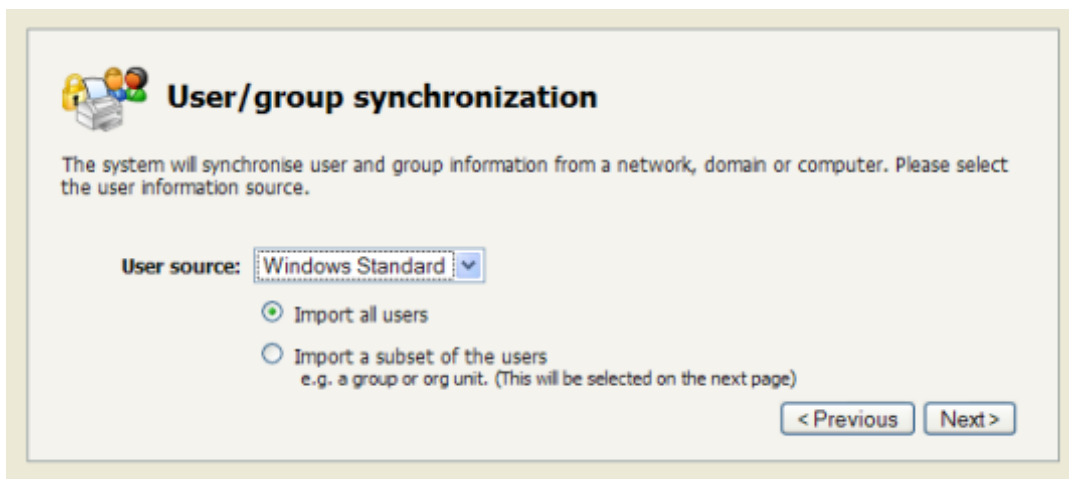 User/group synchronization
The system will synchronise user and group information from a network, domain or computer. Please select
the user information source.
User source: Windows Standard
Import all users
Import a subset of the users
e.g. a group or org unit. (This will be selected on the next page)
< Previous Next >